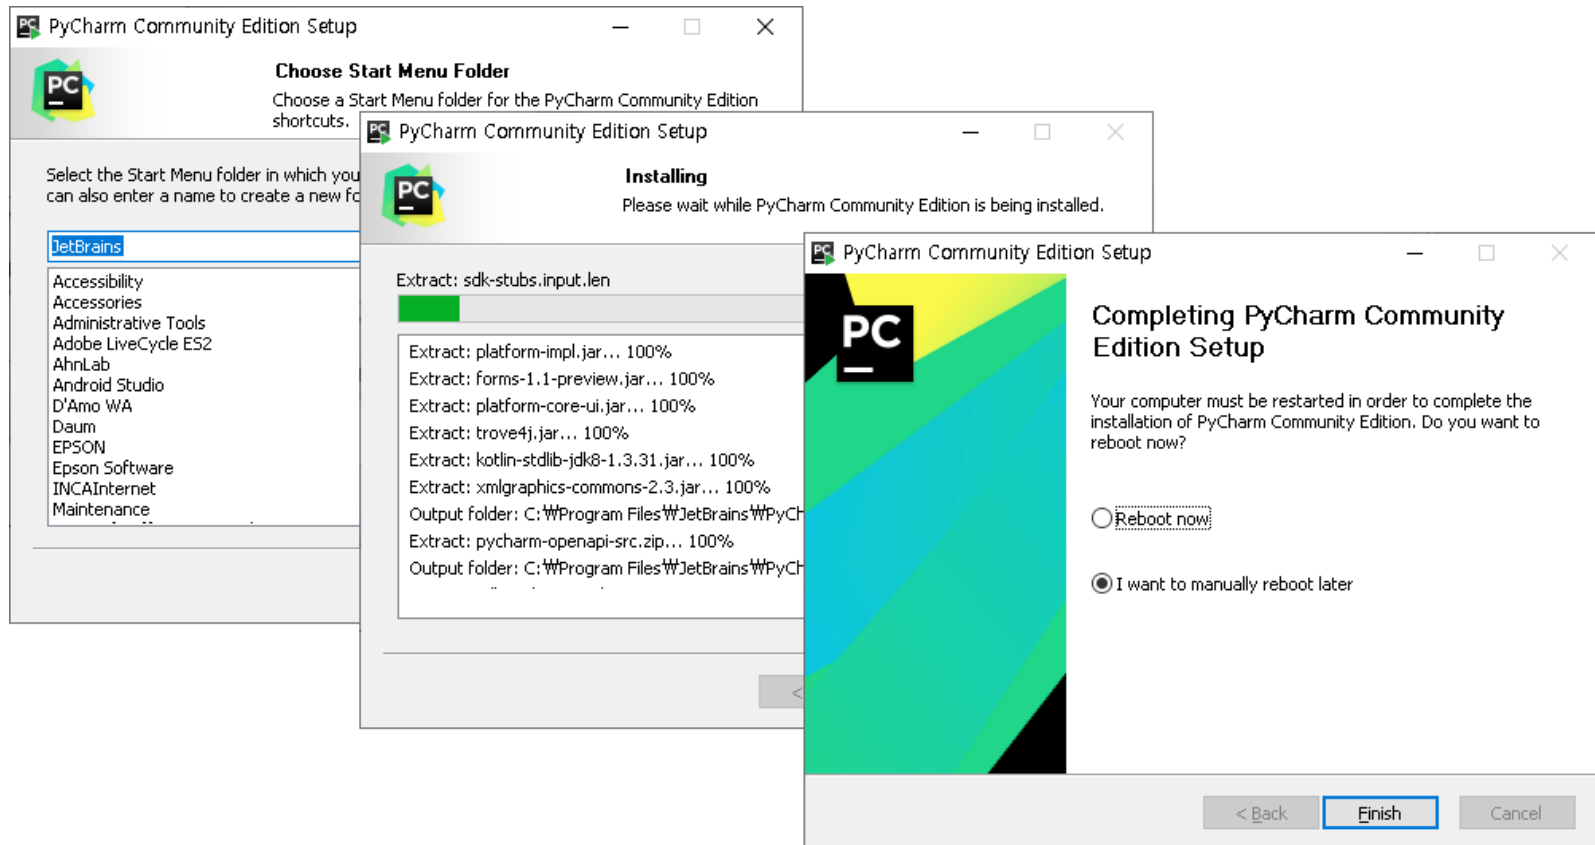 PyCharm Community Edition Setup
PC
Choose Start Menu Folder
Choose a Start Menu folder for the PyCharm Community Edition
shortcuts.
Select the Start Menu folder in which you
can also enter a name to create a new
JetBrains
Accessibility
Accessories
Administrative Tools
Adobe LiveCycle ES2
AhnLab
Android Studio
D'Amo WA
Daum
EPSON
Epson Software
INCAInternet
Maintenance
PyCharm Community Edition Setup
PC
Installing
Please wait while PyCharm Community Edition is being installed.
Extract: sdk-stubs.input.len
Extract: platform-impl.jar... 100%
Extract: forms-1.1-preview.jar... 100%
Extract: platform-core-ui.jar... 100%
Extract: trove4j.jar... 100%
Extract: kotlin-stdlib-jdk8-1.3.31.jar... 100%
Extract: xmlgraphics-commons-2.3.jar... 100%
Output folder: C:₩Program Files₩JetBrains₩PyCh
Extract: pycharm-openapi-src.zip... 100%
Output folder: C:₩Program Files₩JetBrains₩PyCh
<
PyCharm Community Edition Setup
PC
Completing PyCharm Community
Edition Setup
Your computer must be restarted in order to complete the
installation of PyCharm Community Edition. Do you want to
reboot now?
Reboot now
I want to manually reboot later
< Back
Finish
Cancel